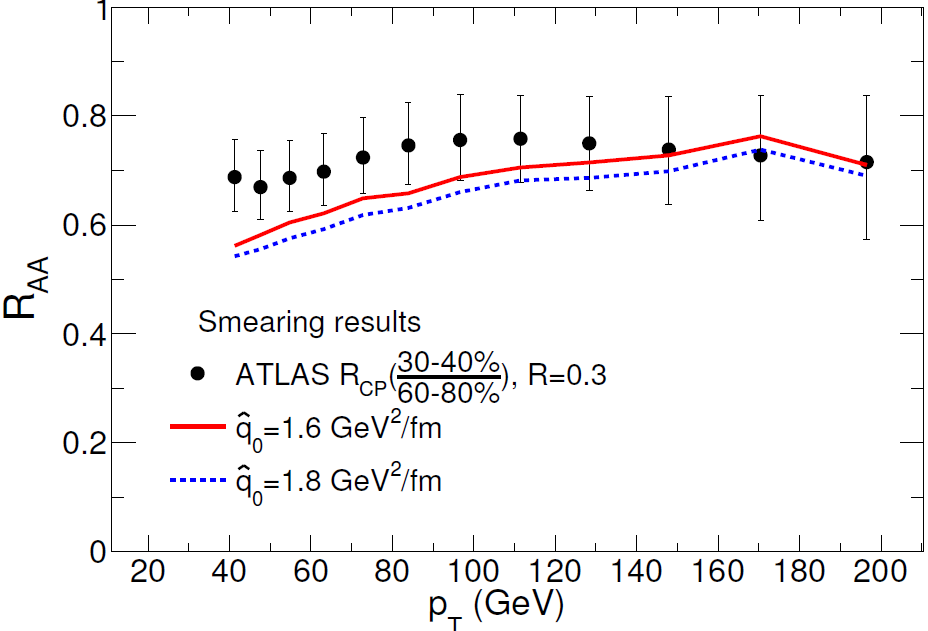 1
0.8
0.6
0.4
0.2
0
R_AA
Smearing results
ATLAS R_CP(30-40%/60-80%), R=0.3
q̂_0=1.6 GeV²/fm
q̂_0=1.8 GeV²/fm
20 40 60 80 100 120 140 160 180 200
p_T (GeV)